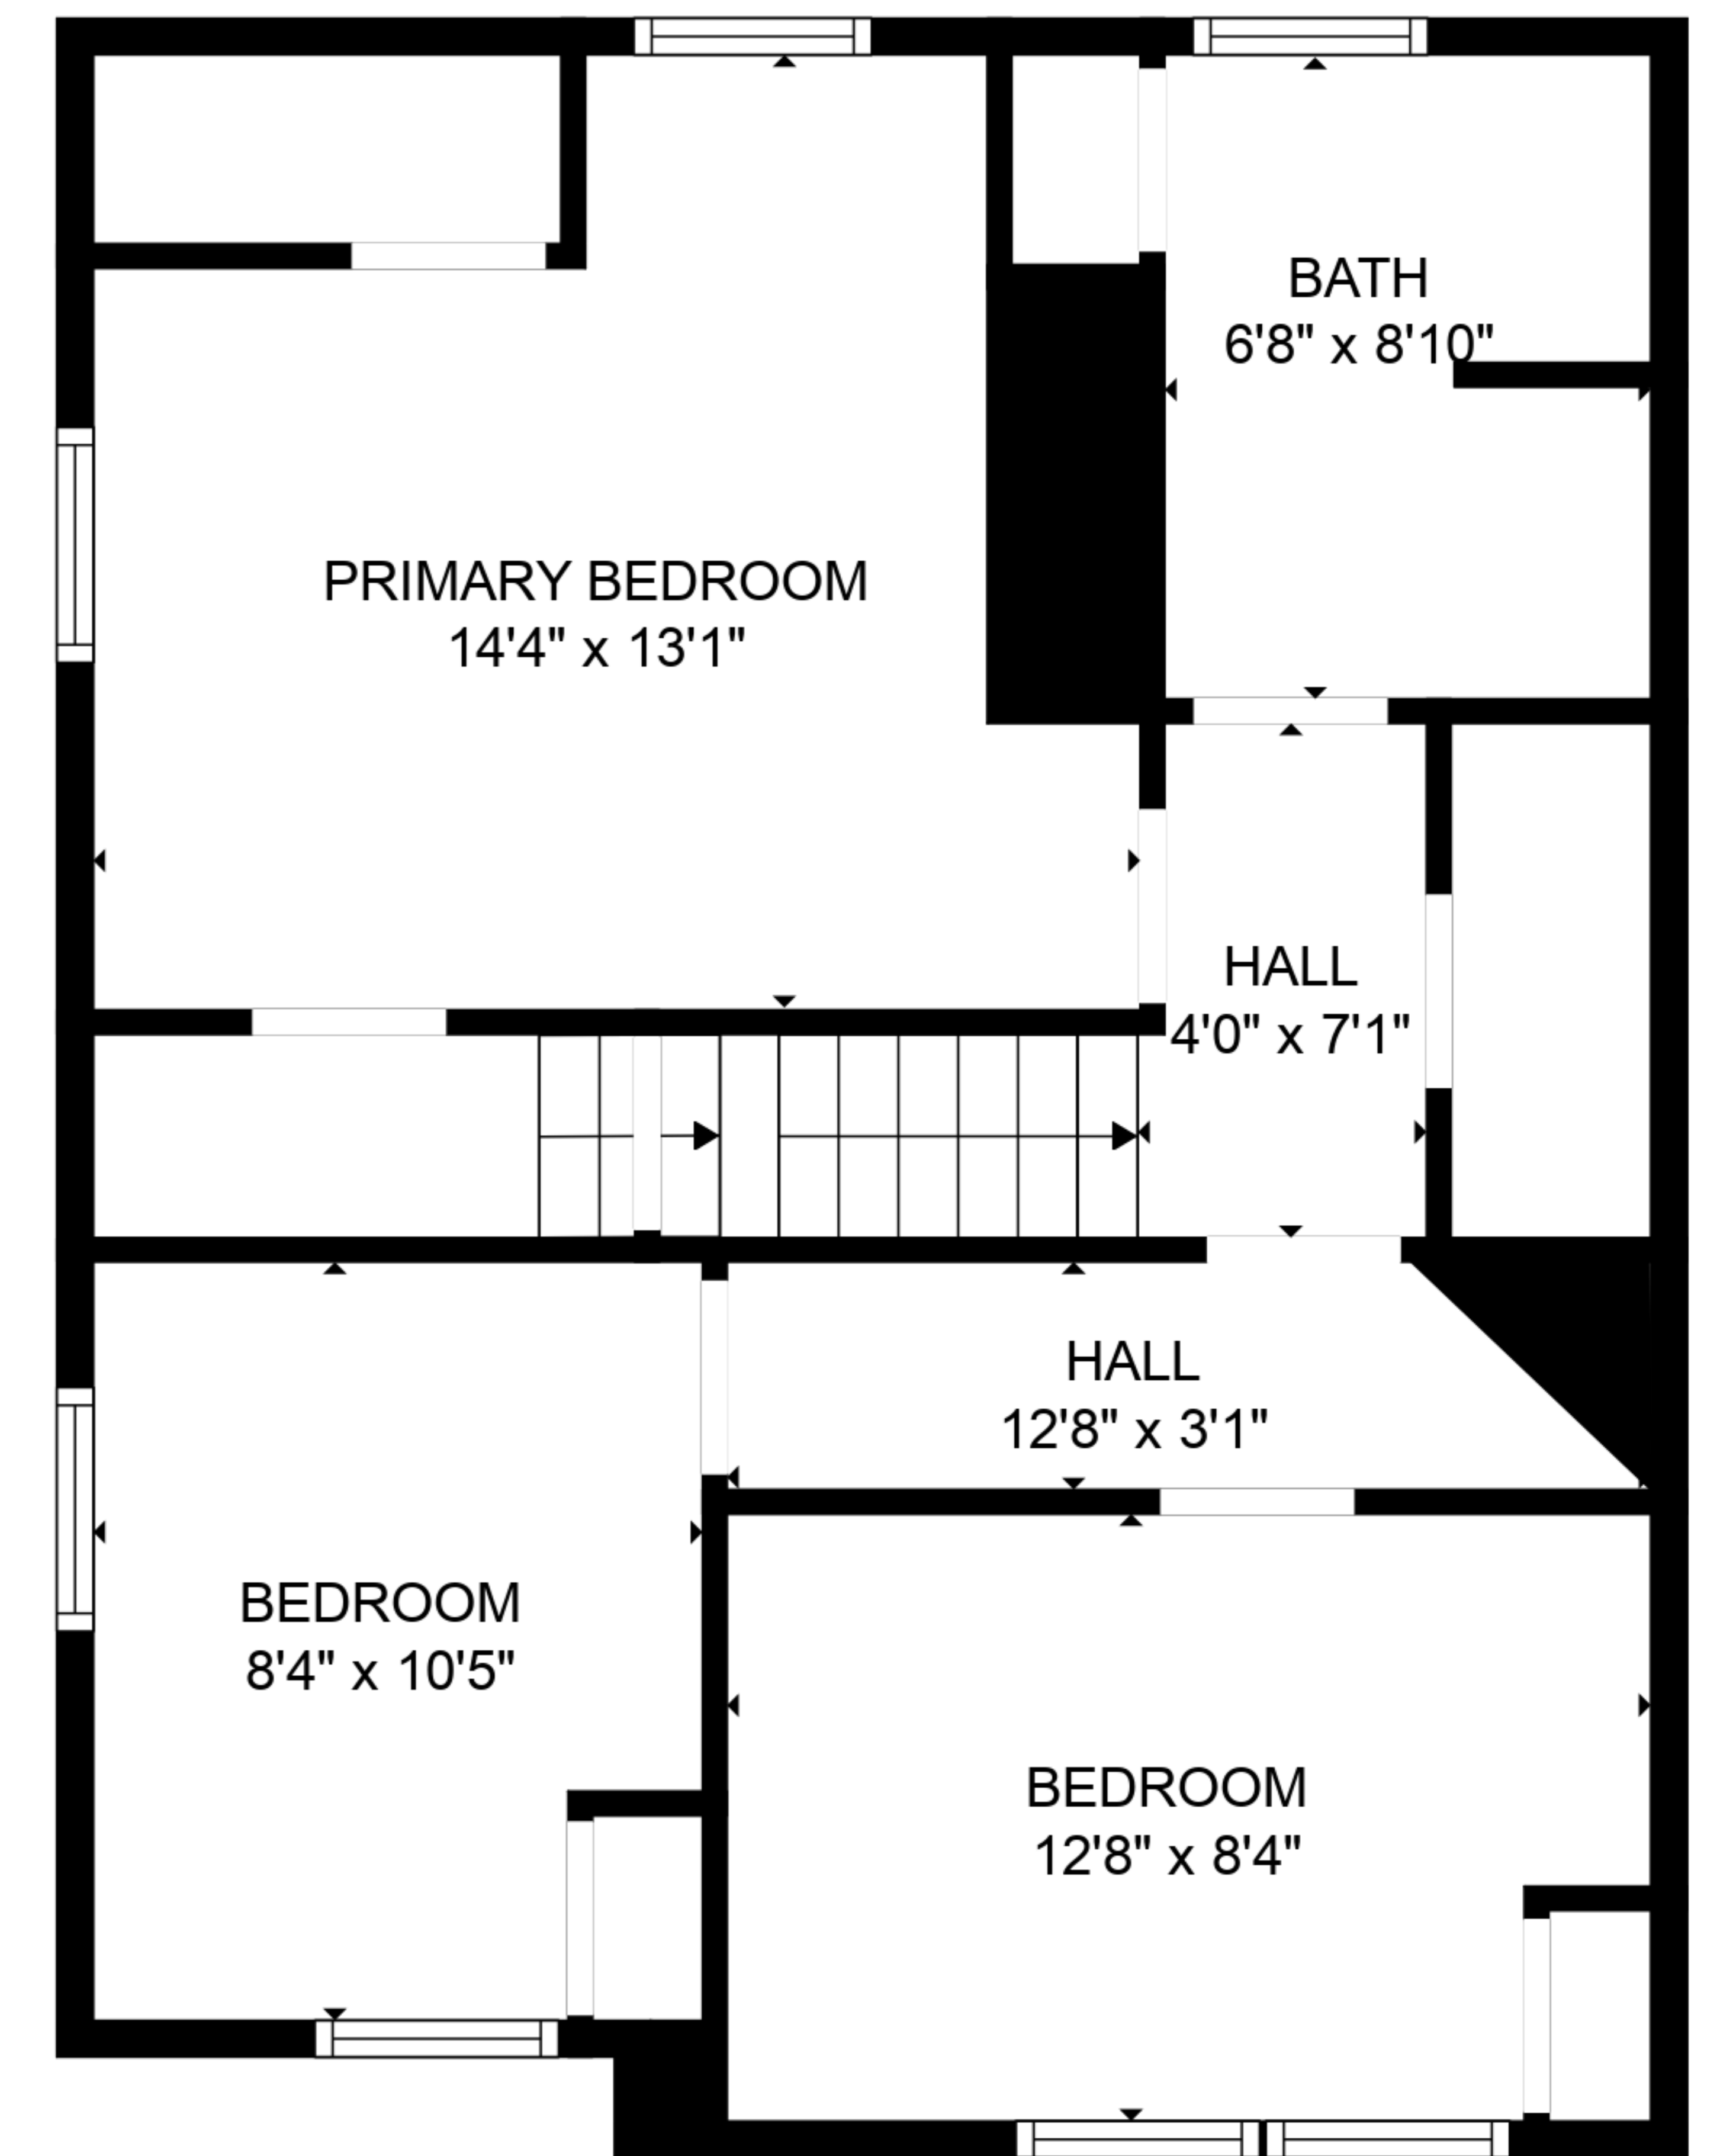 BATH
6'8" x 8'10"
PRIMARY BEDROOM
14'4" x 13'1"
HALL
4'0" x 7'1"
HALL
12'8" x 3'1"
BEDROOM
8'4" x 10'5"
BEDROOM
12'8" x 8'4"